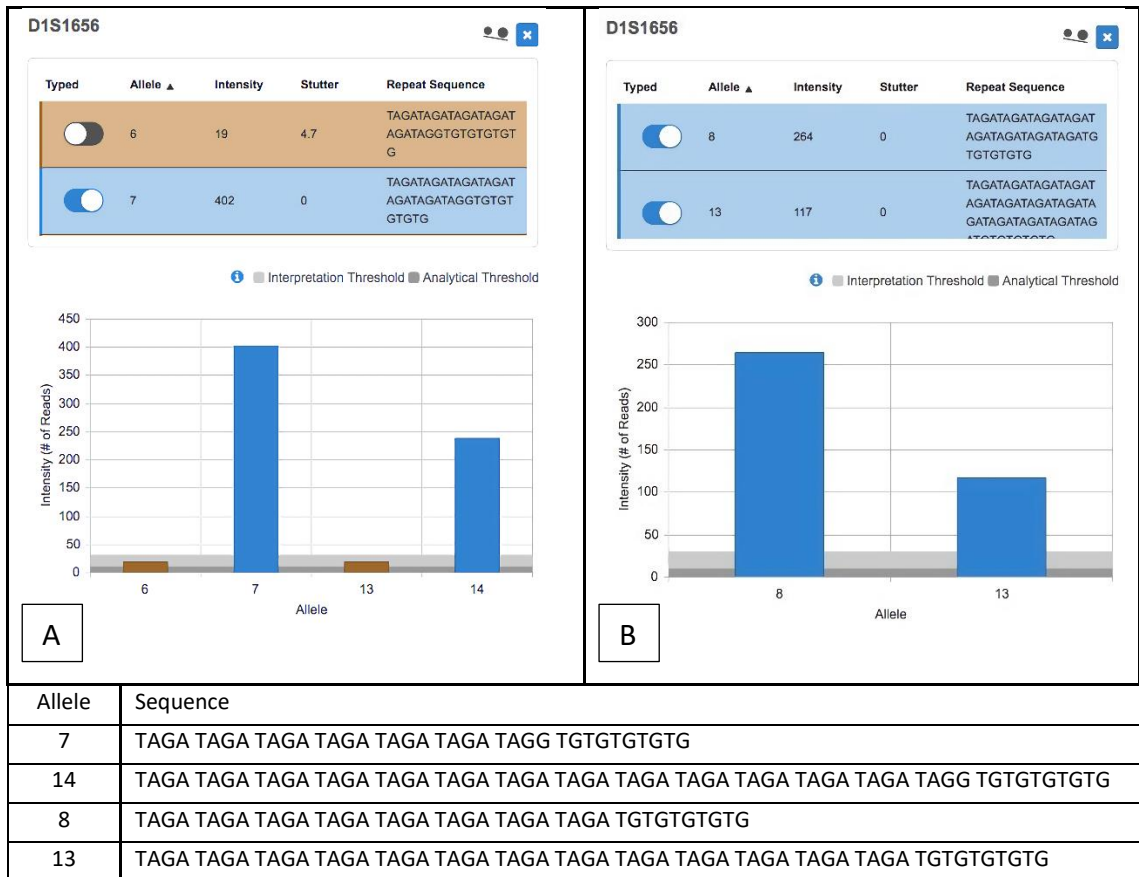 D1S1656
Typed Allele ▲ Intensity Stutter Repeat Sequence
TAGATAGATAGATAGAT
6 19 4.7 AGATAGGTGTGTGTGT
G
TAGATAGATAGATAGAT
7 402 0 AGATAGATAGGTGTGT
GTGTG
Interpretation Threshold Analytical Threshold
450
400
350
300
250
200
150
100
50
0
Intensity (# of Reads)
6 7 13 14
Allele
A
D1S1656
Typed Allele ▲ Intensity Stutter Repeat Sequence
TAGATAGATAGATAGAT
8 264 0 AGATAGATAGATAGATG
TGTGTGTG
TAGATAGATAGATAGAT
13 117 0 AGATAGATAGATAGATA
GATAGATAGATAGATAG
Interpretation Threshold Analytical Threshold
300
250
200
150
100
50
0
Intensity (# of Reads)
8 13
Allele
B
Allele Sequence
7 TAGA TAGA TAGA TAGA TAGA TAGA TAGG TGTGTGTGTG
14 TAGA TAGA TAGA TAGA TAGA TAGA TAGA TAGA TAGA TAGA TAGA TAGA TAGA TAGG TGTGTGTGTG
8 TAGA TAGA TAGA TAGA TAGA TAGA TAGA TAGA TGTGTGTGTG
13 TAGA TAGA TAGA TAGA TAGA TAGA TAGA TAGA TAGA TAGA TAGA TAGA TAGA TGTGTGTGTG